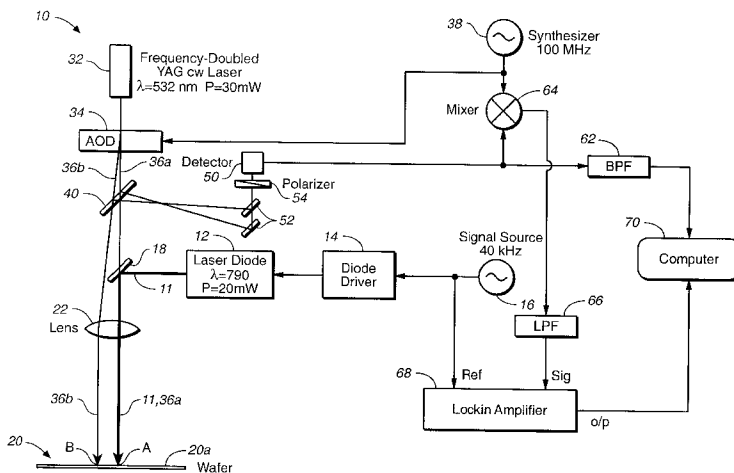 10
32
Frequency-Doubled
YAG cw Laser
λ=532 nm P=30mW
38
Synthesizer
100 MHz
64
Mixer
34
AOD
36b
36a
40
Detector
50
Polarizer
54
52
62
BPF
70
Computer
18
11
12
Laser Diode
λ=790
P=20mW
14
Diode
Driver
Signal Source
40 kHz
16
66
LPF
22
Lens
Ref
Sig
68
Lockin Amplifier
o/p
36b
11,36a
20
B
A
20a
Wafer